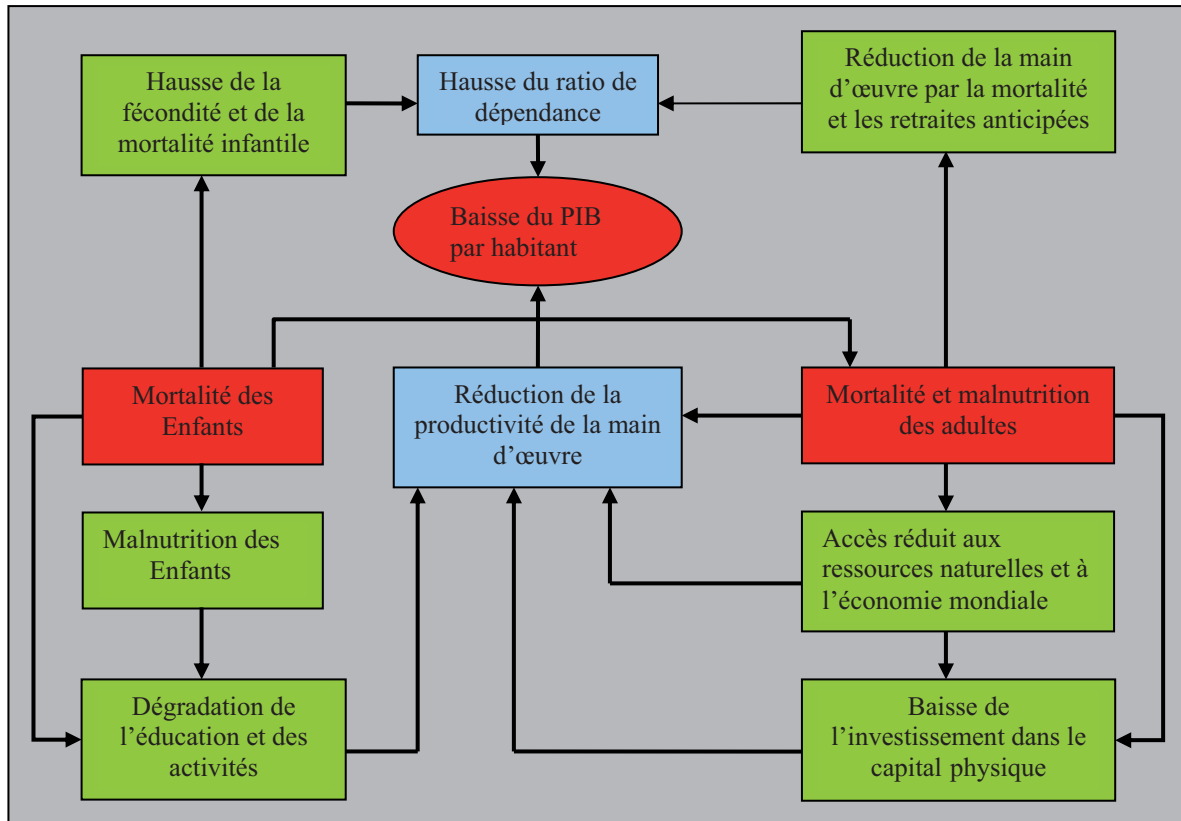 Hausse de la
fécondité et de la
mortalité infantile
Hausse du ratio de
dépendance
Réduction de la main
d’œuvre par la mortalité
et les retraites anticipées
Baisse du PIB
par habitant
Mortalité des
Enfants
Réduction de la
productivité de la main
d’œuvre
Mortalité et malnutrition
des adultes
Malnutrition des
Enfants
Accès réduit aux
ressources naturelles et à
l’économie mondiale
Dégradation de
l’éducation et des
activités
Baisse de
l’investissement dans le
capital physique